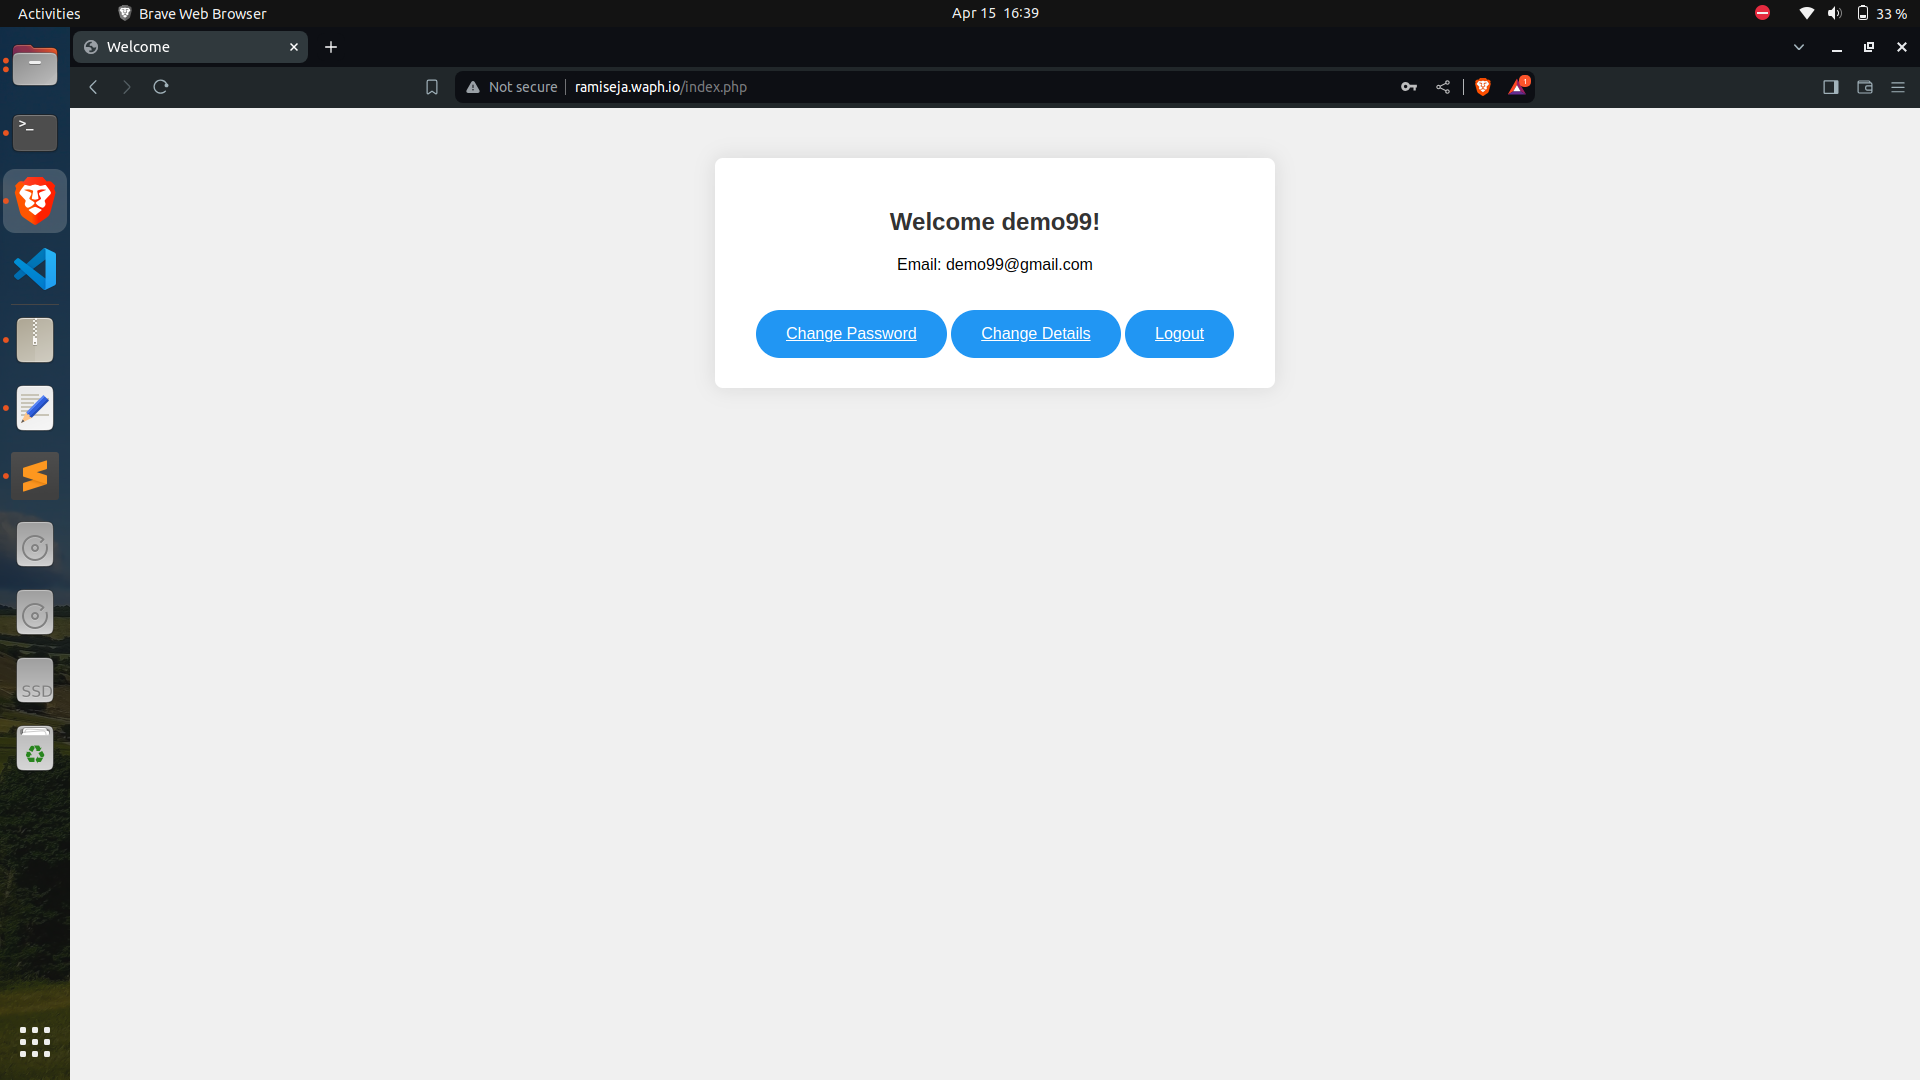 Activities Brave Web Browser Apr 15 16:39 33 %
Welcome
Not secure ramiseja.waph.io/index.php 1
>_
Welcome demo99!
Email: demo99@gmail.com
Change Password Change Details Logout
SSD